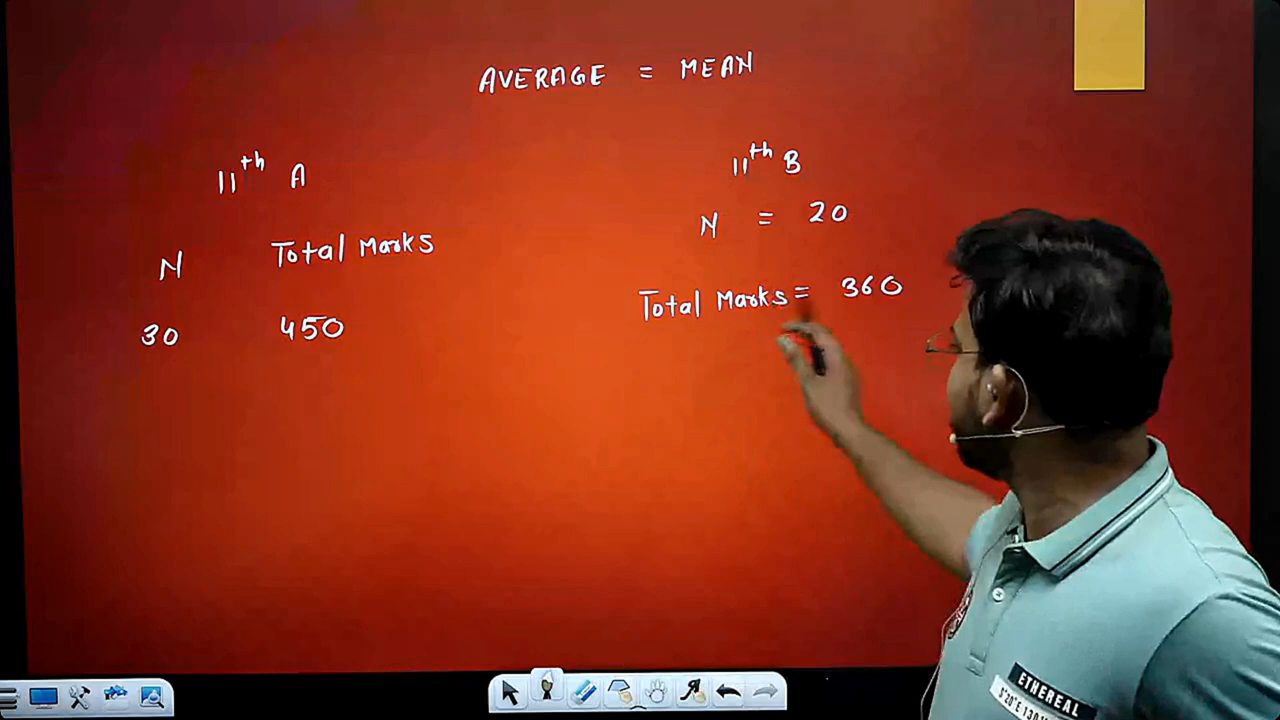 AVERAGE = MEAN
11th A
N Total Marks
30 450
11th B
N = 20
Total Marks = 360
ETHEREAL